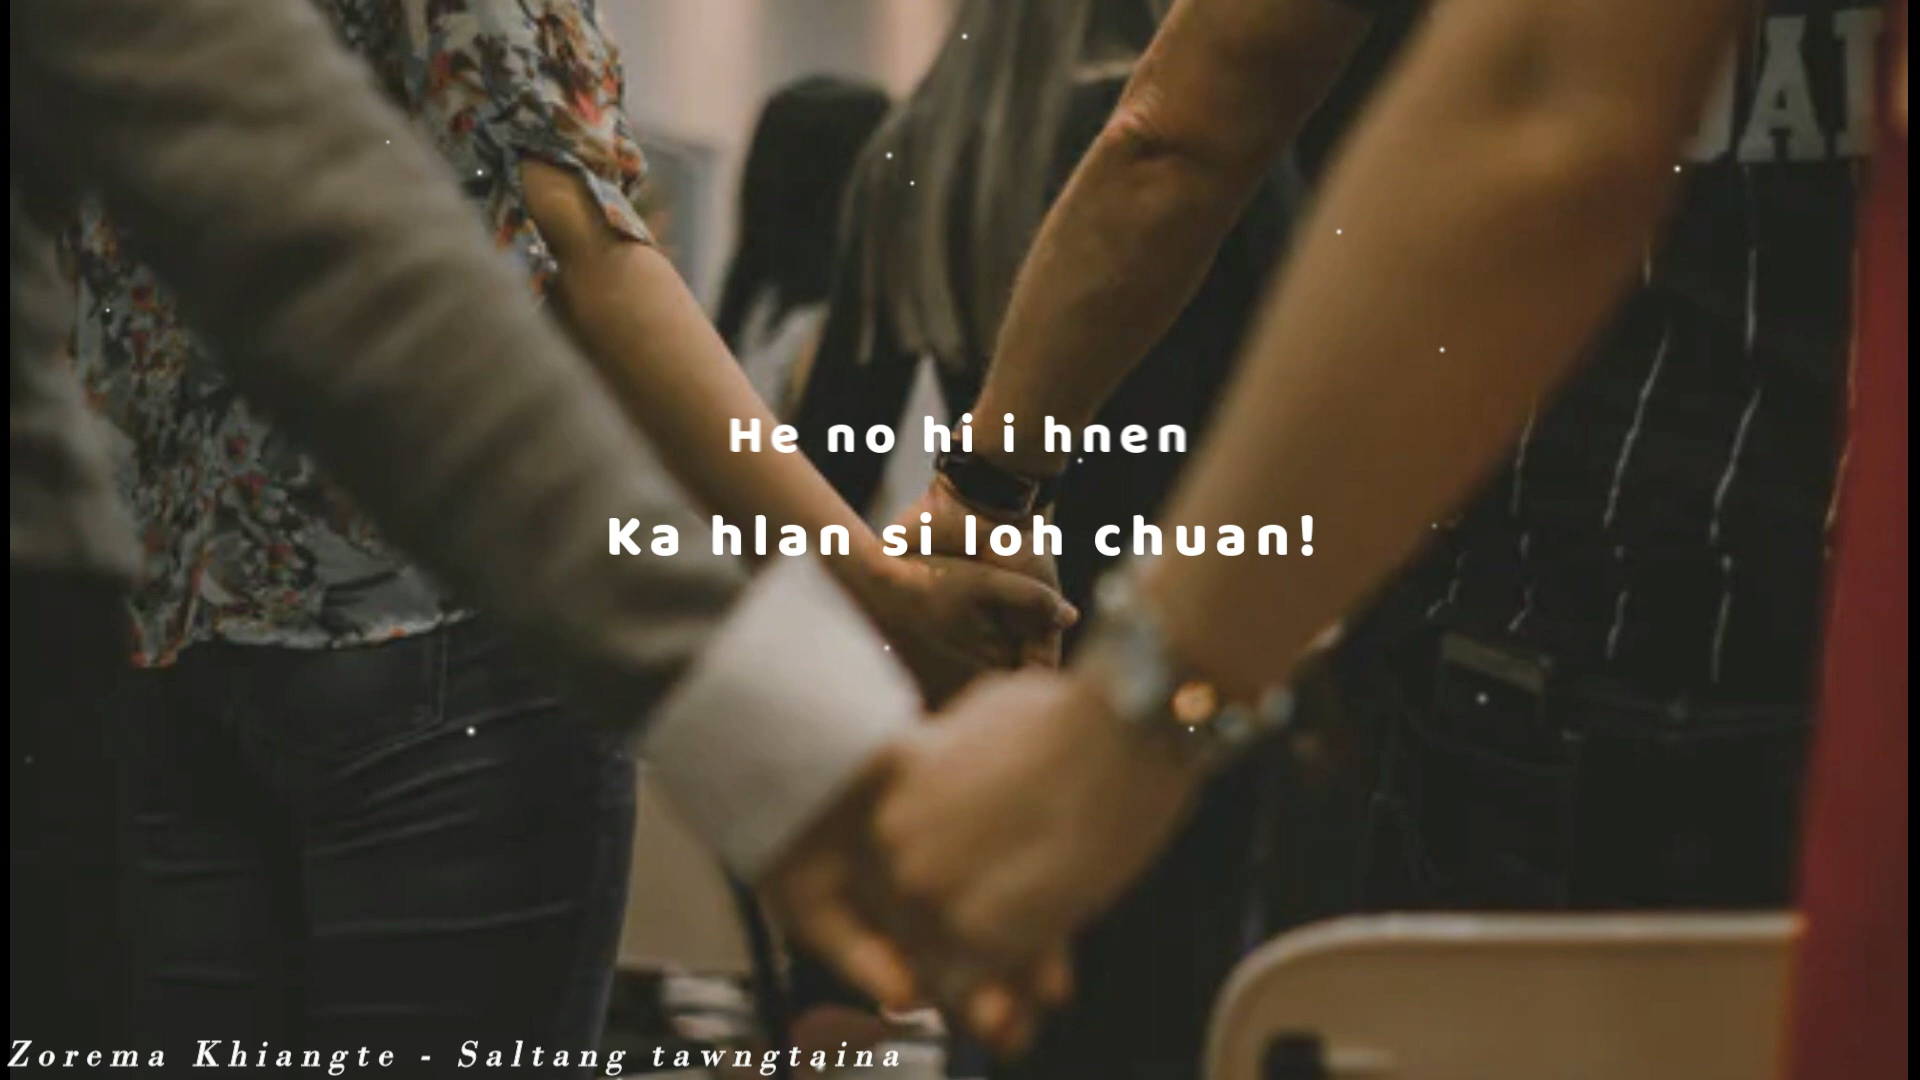 He no hi i hnen
Ka hlan si loh chuan!
Zorema Khiangte - Saltang tawngtaina